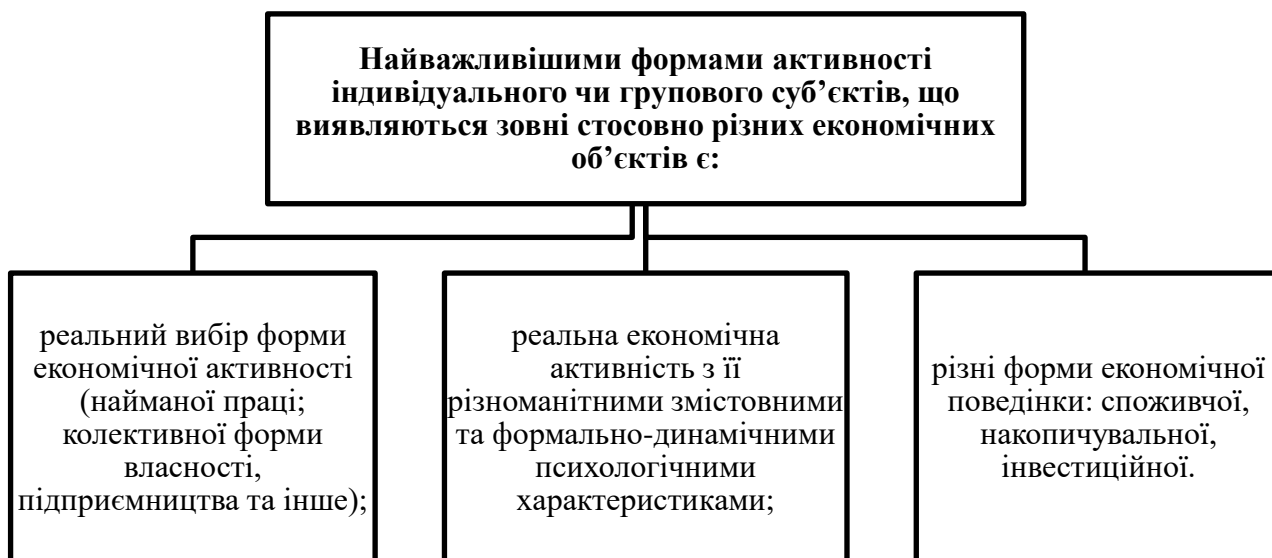 Найважливішими формами активності
індивідуального чи групового суб’єктів, що
виявляються зовні стосовно різних економічних
об’єктів є:
реальний вибір форми
економічної активності
(найманої праці;
колективної форми
власності,
підприємництва та інше);
реальна економічна
активність з її
різноманітними змістовними
та формально-динамічними
психологічними
характеристиками;
різні форми економічної
поведінки: споживчої,
накопичувальної,
інвестиційної.